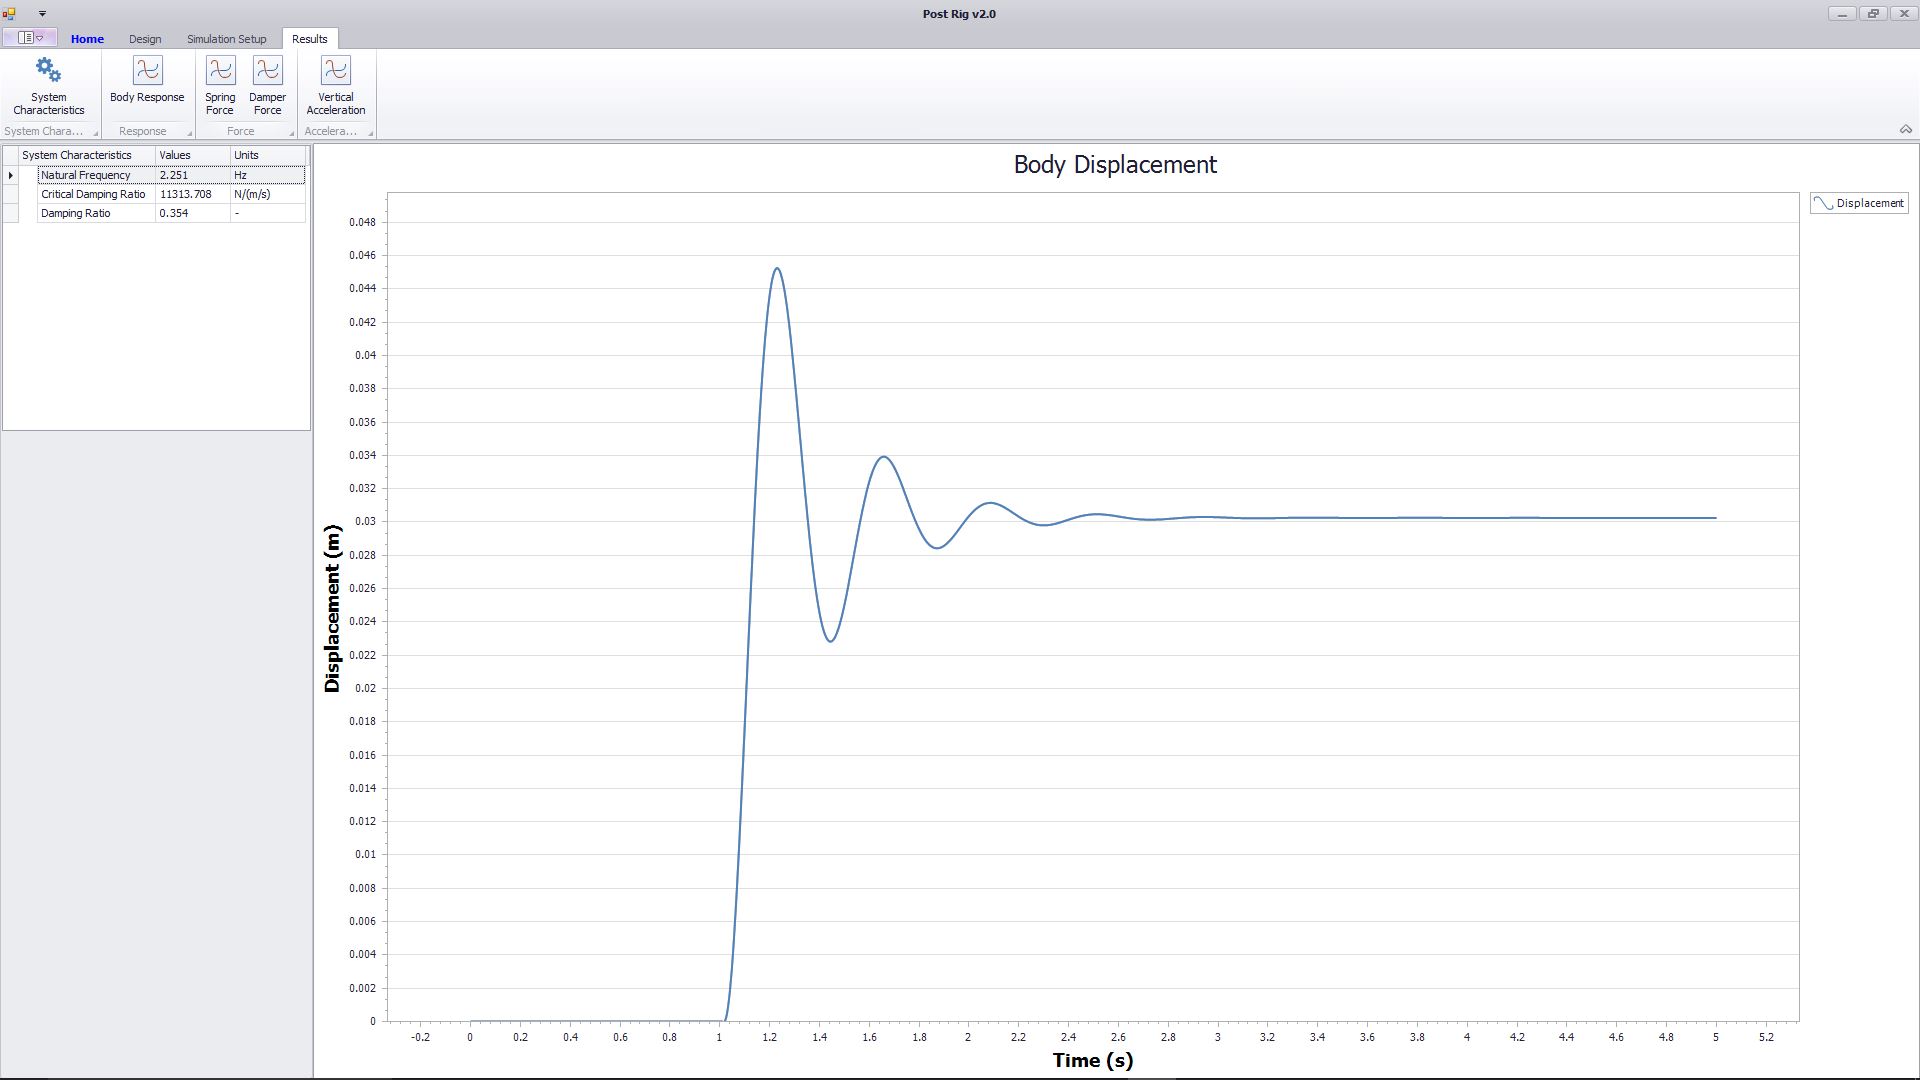 Post Rig v2.0
Home Design Simulation Setup Results
System Characteristics
Body Response
Spring Force
Damper Force
Vertical Acceleration
System Chara... Response Force Accelera...
System Characteristics Values Units
Natural Frequency 2.251 Hz
Critical Damping Ratio 11313.708 N/(m/s)
Damping Ratio 0.354 -
Body Displacement
Displacement
Displacement (m)
0.048
0.046
0.044
0.042
0.04
0.038
0.036
0.034
0.032
0.03
0.028
0.026
0.024
0.022
0.02
0.018
0.016
0.014
0.012
0.01
0.008
0.006
0.004
0.002
0
-0.2 0 0.2 0.4 0.6 0.8 1 1.2 1.4 1.6 1.8 2 2.2 2.4 2.6 2.8 3 3.2 3.4 3.6 3.8 4 4.2 4.4 4.6 4.8 5 5.2
Time (s)